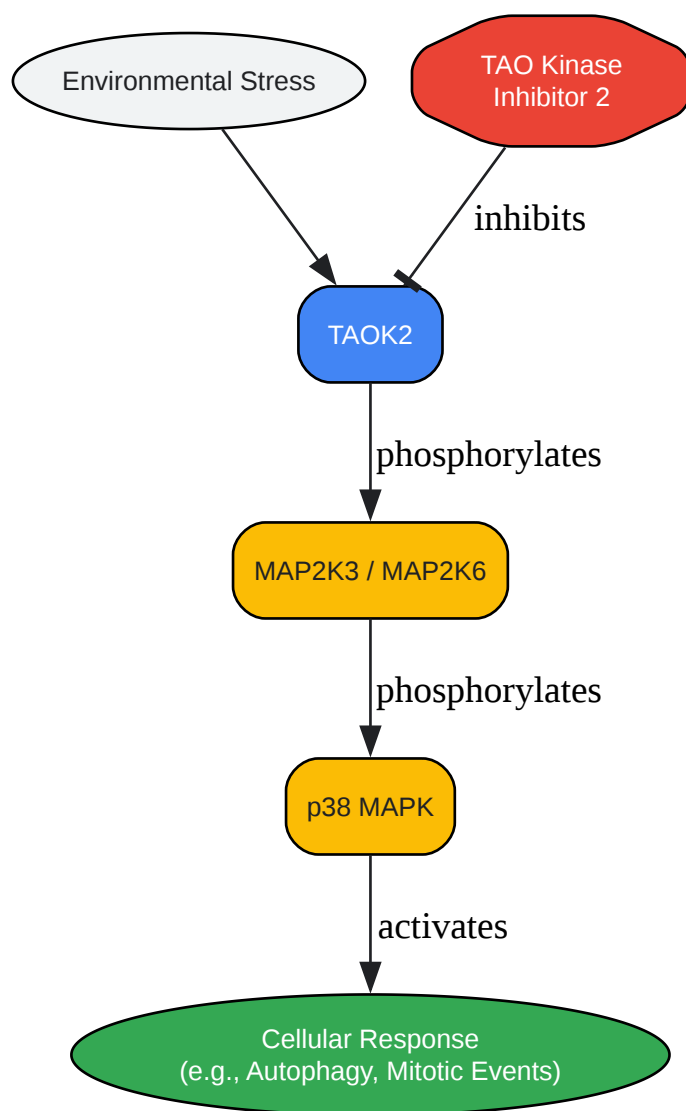 Environmental Stress
TAO Kinase
Inhibitor 2
inhibits
TAOK2
phosphorylates
MAP2K3 / MAP2K6
phosphorylates
p38 MAPK
activates
Cellular Response
(e.g., Autophagy, Mitotic Events)